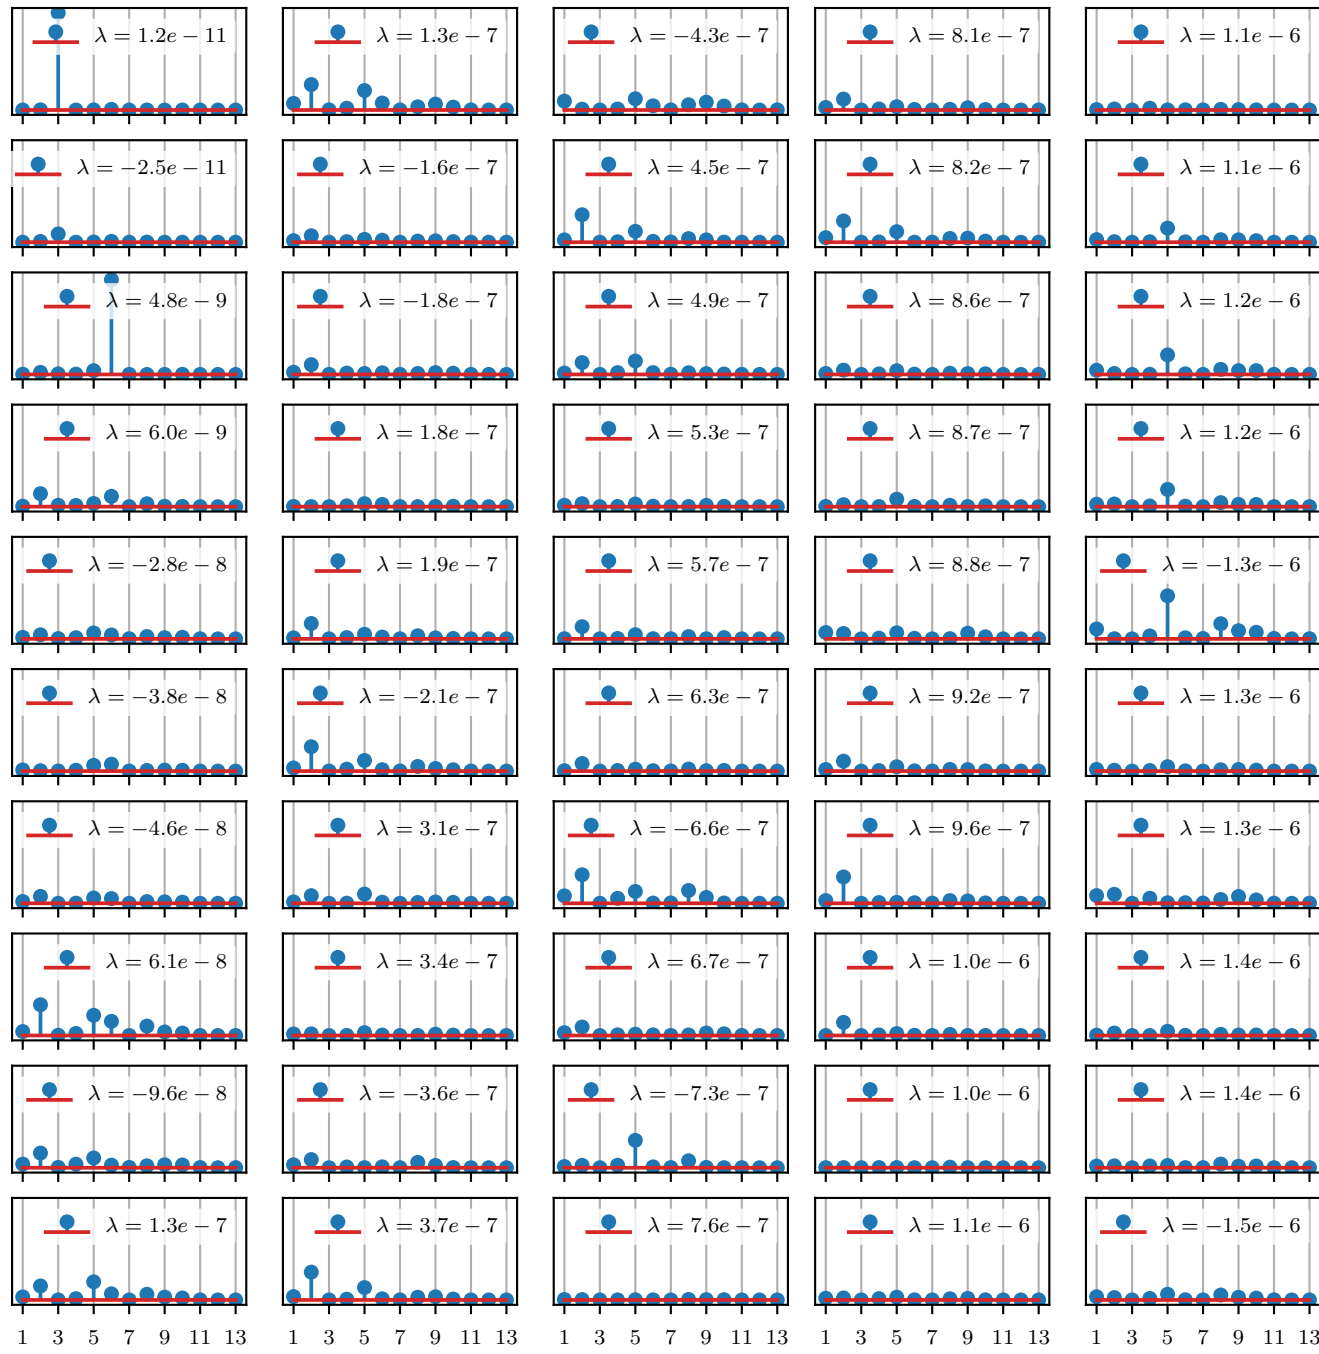 λ = 1.2e − 11 λ = 1.3e − 7 λ = −4.3e − 7 λ = 8.1e − 7 λ = 1.1e − 6
λ = −2.5e − 11 λ = −1.6e − 7 λ = 4.5e − 7 λ = 8.2e − 7 λ = 1.1e − 6
λ = 4.8e − 9 λ = −1.8e − 7 λ = 4.9e − 7 λ = 8.6e − 7 λ = 1.2e − 6
λ = 6.0e − 9 λ = 1.8e − 7 λ = 5.3e − 7 λ = 8.7e − 7 λ = 1.2e − 6
λ = −2.8e − 8 λ = 1.9e − 7 λ = 5.7e − 7 λ = 8.8e − 7 λ = −1.3e − 6
λ = −3.8e − 8 λ = −2.1e − 7 λ = 6.3e − 7 λ = 9.2e − 7 λ = 1.3e − 6
λ = −4.6e − 8 λ = 3.1e − 7 λ = −6.6e − 7 λ = 9.6e − 7 λ = 1.3e − 6
λ = 6.1e − 8 λ = 3.4e − 7 λ = 6.7e − 7 λ = 1.0e − 6 λ = 1.4e − 6
λ = −9.6e − 8 λ = −3.6e − 7 λ = −7.3e − 7 λ = 1.0e − 6 λ = 1.4e − 6
λ = 1.3e − 7 λ = 3.7e − 7 λ = 7.6e − 7 λ = 1.1e − 6 λ = −1.5e − 6
1 3 5 7 9 11 13 1 3 5 7 9 11 13 1 3 5 7 9 11 13 1 3 5 7 9 11 13 1 3 5 7 9 11 13